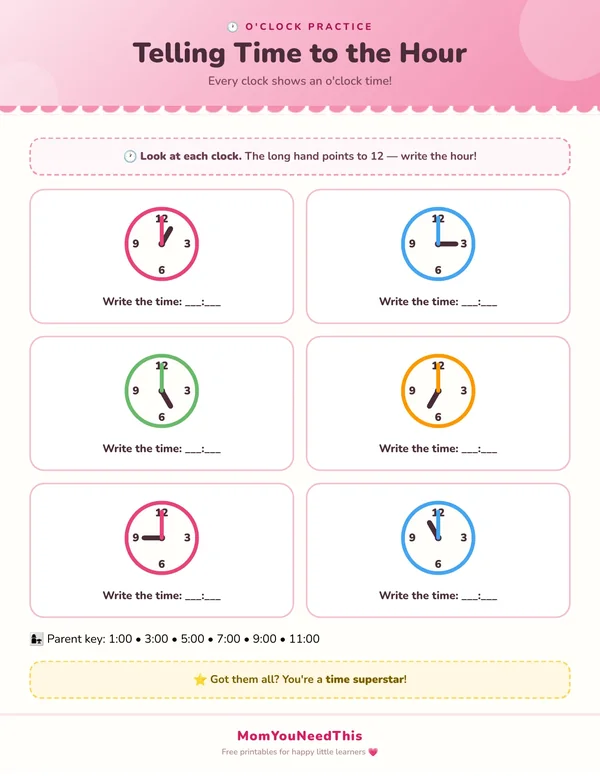 🕐 O'CLOCK PRACTICE
Telling Time to the Hour
Every clock shows an o'clock time!
🕐 Look at each clock. The long hand points to 12 — write the hour!
12
9 3
6
Write the time: ___:___
12
9 3
6
Write the time: ___:___
12
9 3
6
Write the time: ___:___
12
9 3
6
Write the time: ___:___
12
9 3
6
Write the time: ___:___
12
9 3
6
Write the time: ___:___
Parent key: 1:00 • 3:00 • 5:00 • 7:00 • 9:00 • 11:00
⭐ Got them all? You're a time superstar!
MomYouNeedThis
Free printables for happy little learners 💗